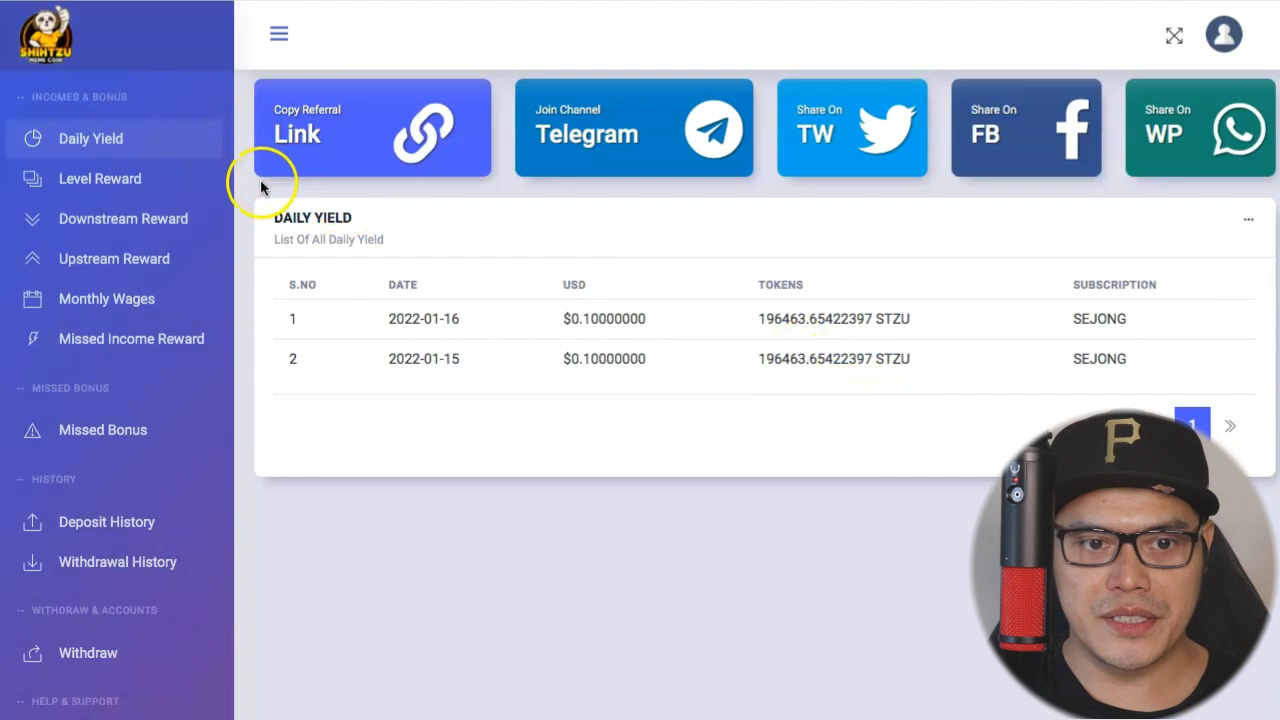 SHIHTZU
MEME COIN
-- INCOMES & BONUS
Daily Yield
Level Reward
Downstream Reward
Upstream Reward
Monthly Wages
Missed Income Reward
-- MISSED BONUS
Missed Bonus
-- HISTORY
Deposit History
Withdrawal History
-- WITHDRAW & ACCOUNTS
Withdraw
-- HELP & SUPPORT
Copy Referral
Link
Join Channel
Telegram
Share On
TW
Share On
FB
Share On
WP
DAILY YIELD
List Of All Daily Yield
S.NO DATE USD TOKENS SUBSCRIPTION
1 2022-01-16 $0.10000000 196463.65422397 STZU SEJONG
2 2022-01-15 $0.10000000 196463.65422397 STZU SEJONG
1
P